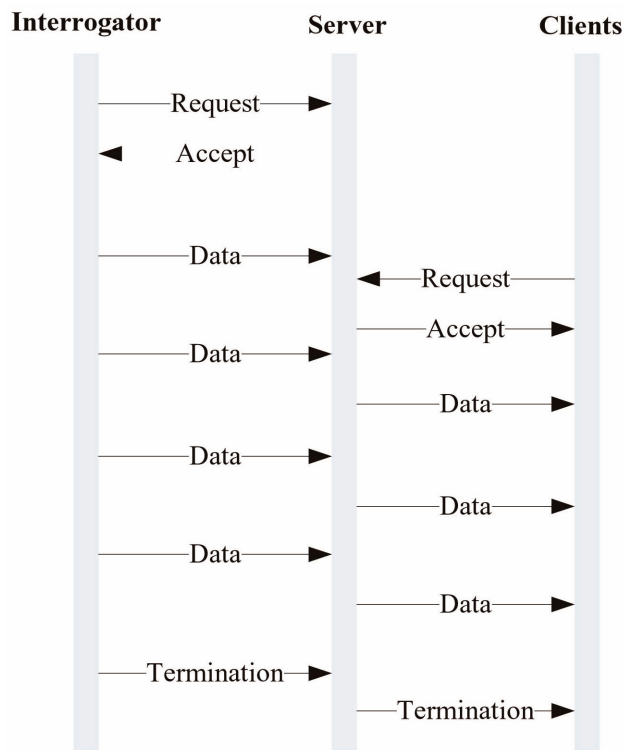 Interrogator Server Clients
Request
Accept
Data
Request
Accept
Data
Data
Data
Data
Data
Data
Termination
Termination